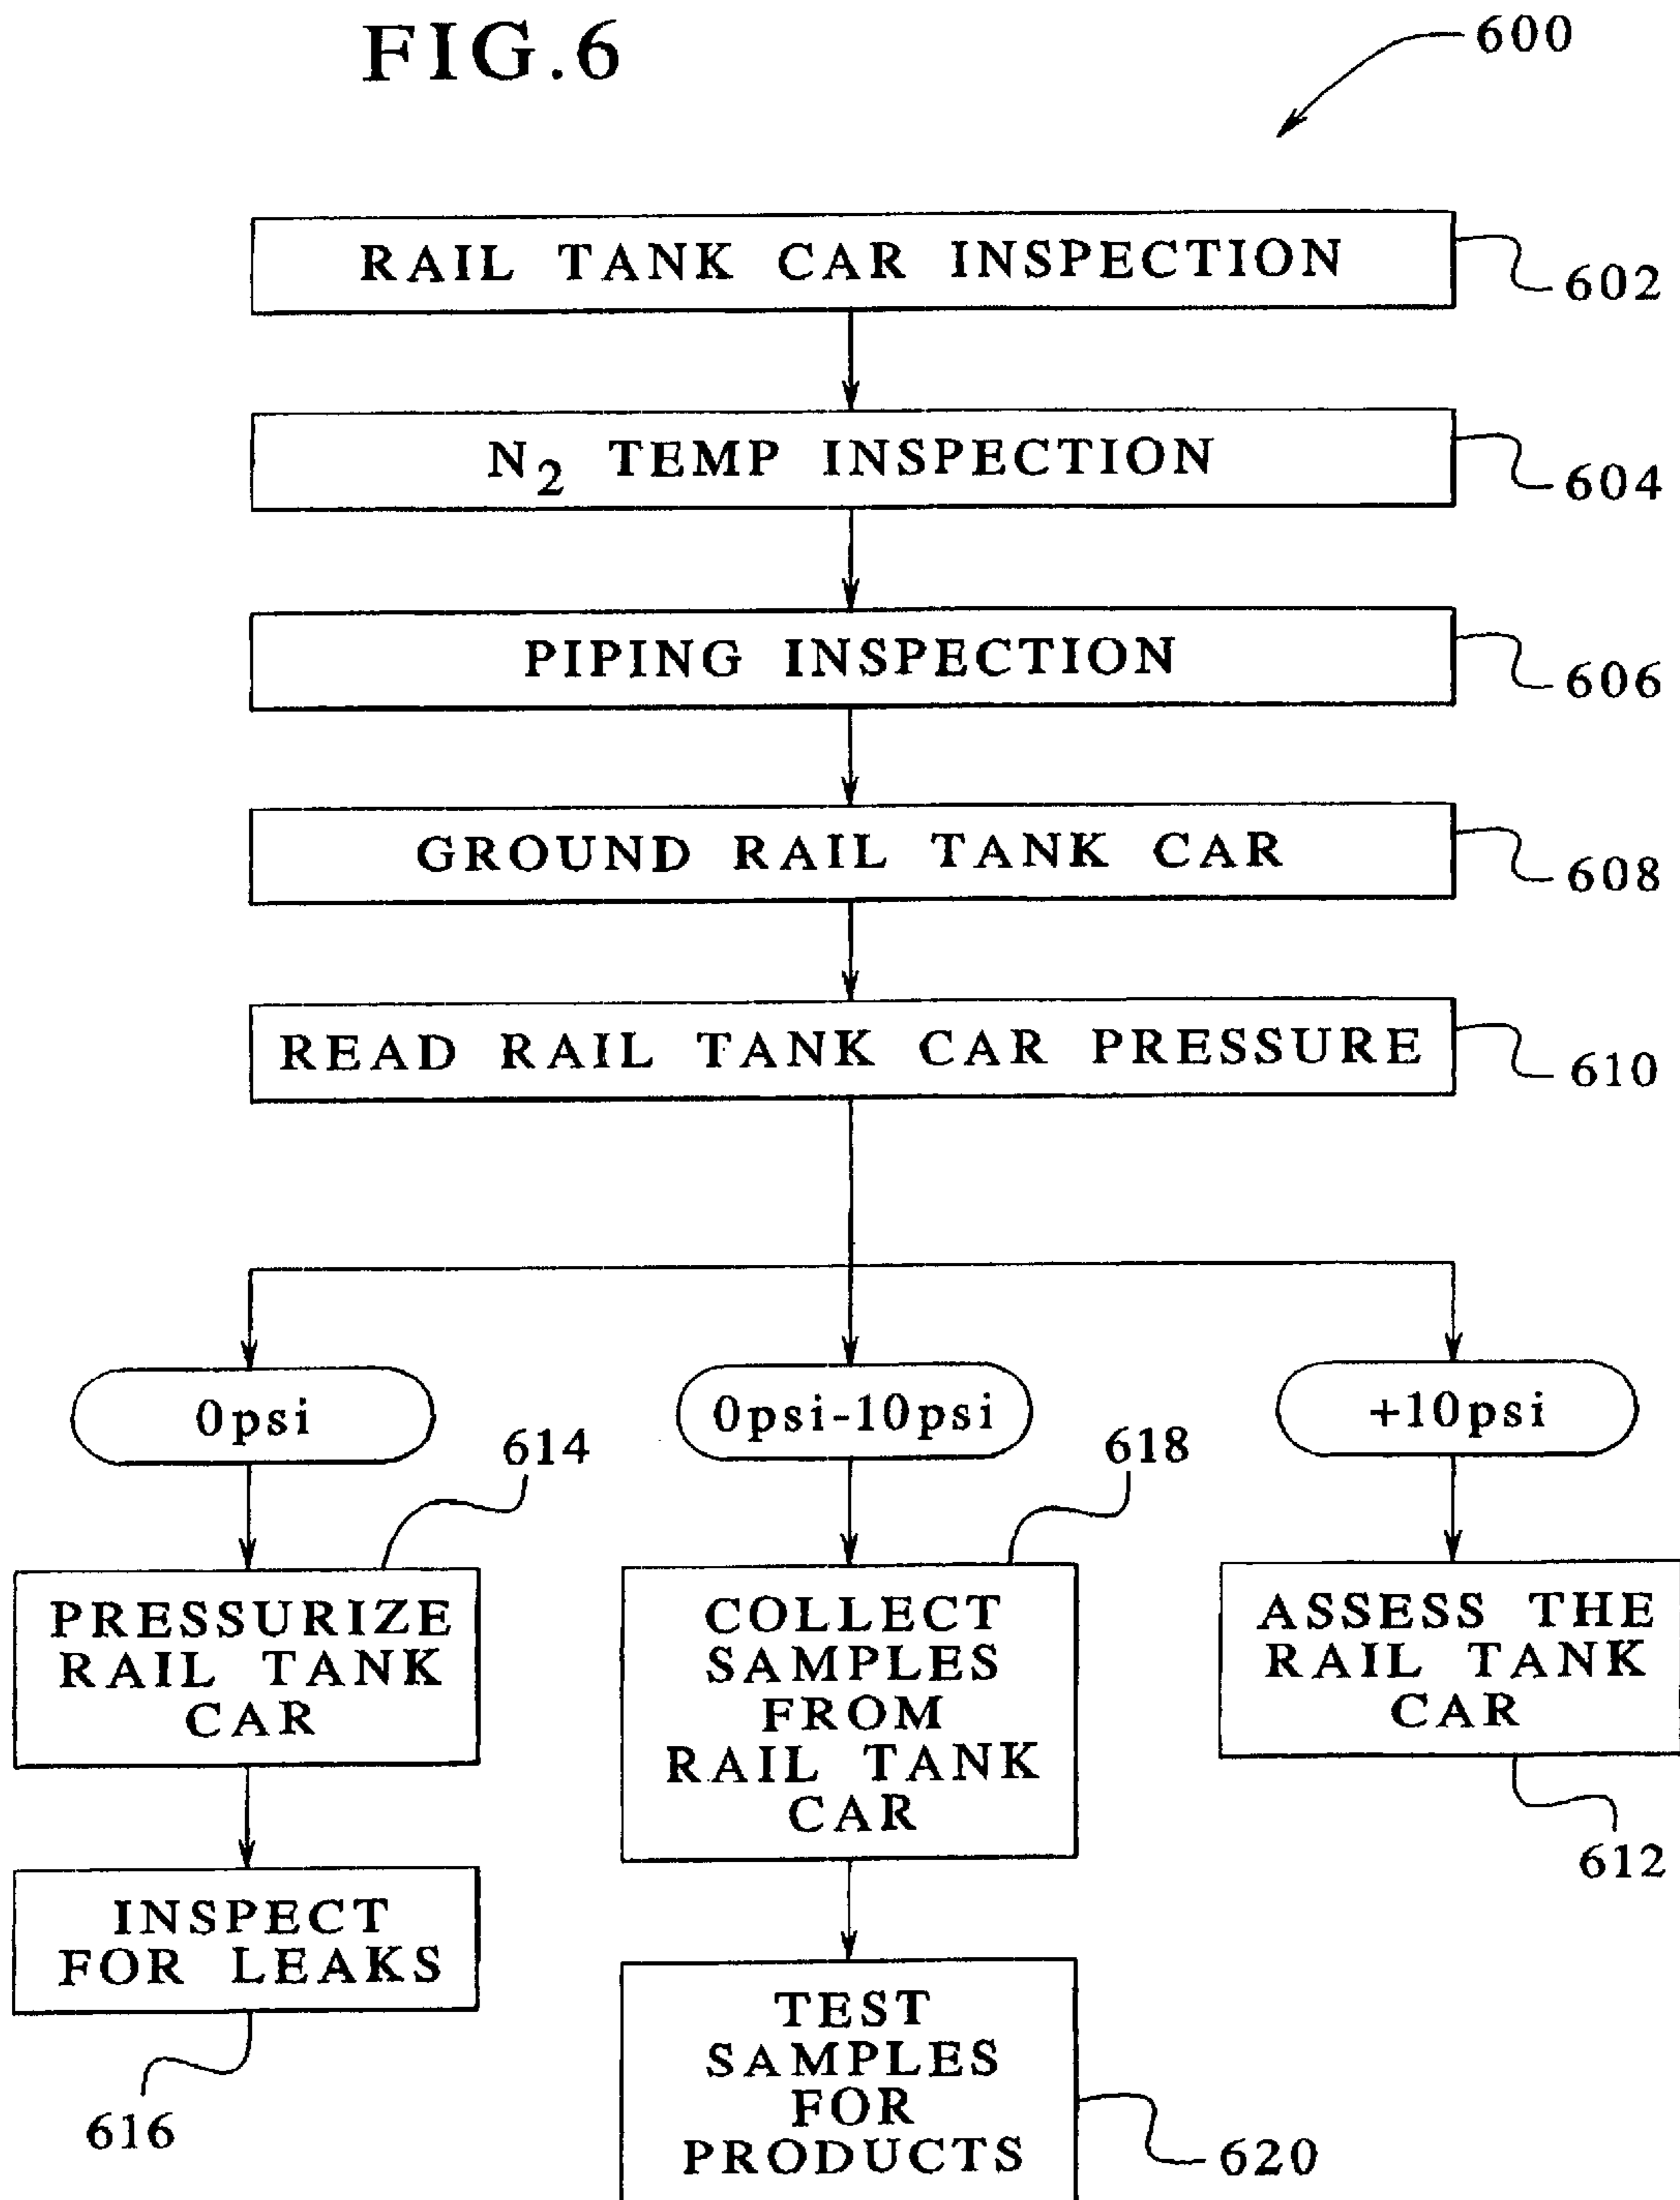 FIG.6
600
RAIL TANK CAR INSPECTION
602
N₂ TEMP INSPECTION
604
PIPING INSPECTION
606
GROUND RAIL TANK CAR
608
READ RAIL TANK CAR PRESSURE
610
0psi
0psi-10psi
+10psi
614
618
PRESSURIZE
RAIL TANK
CAR
COLLECT
SAMPLES
FROM
RAIL TANK
CAR
ASSESS THE
RAIL TANK
CAR
612
INSPECT
FOR LEAKS
616
TEST
SAMPLES
FOR
PRODUCTS
620